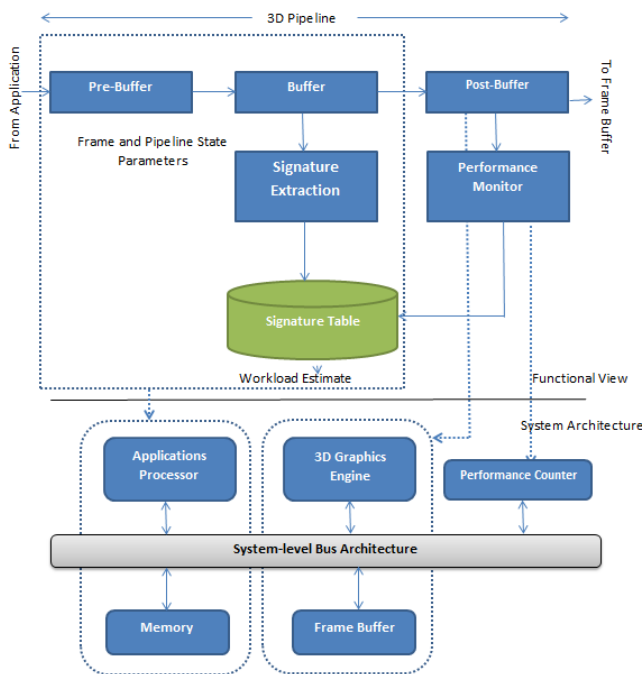 3D Pipeline
From Application
Pre-Buffer
Buffer
Post-Buffer
To Frame Buffer
Frame and Pipeline State
Parameters
Signature
Extraction
Performance
Monitor
Signature Table
Workload Estimate
Functional View
System Architecture
Applications
Processor
3D Graphics
Engine
Performance Counter
System-level Bus Architecture
Memory
Frame Buffer